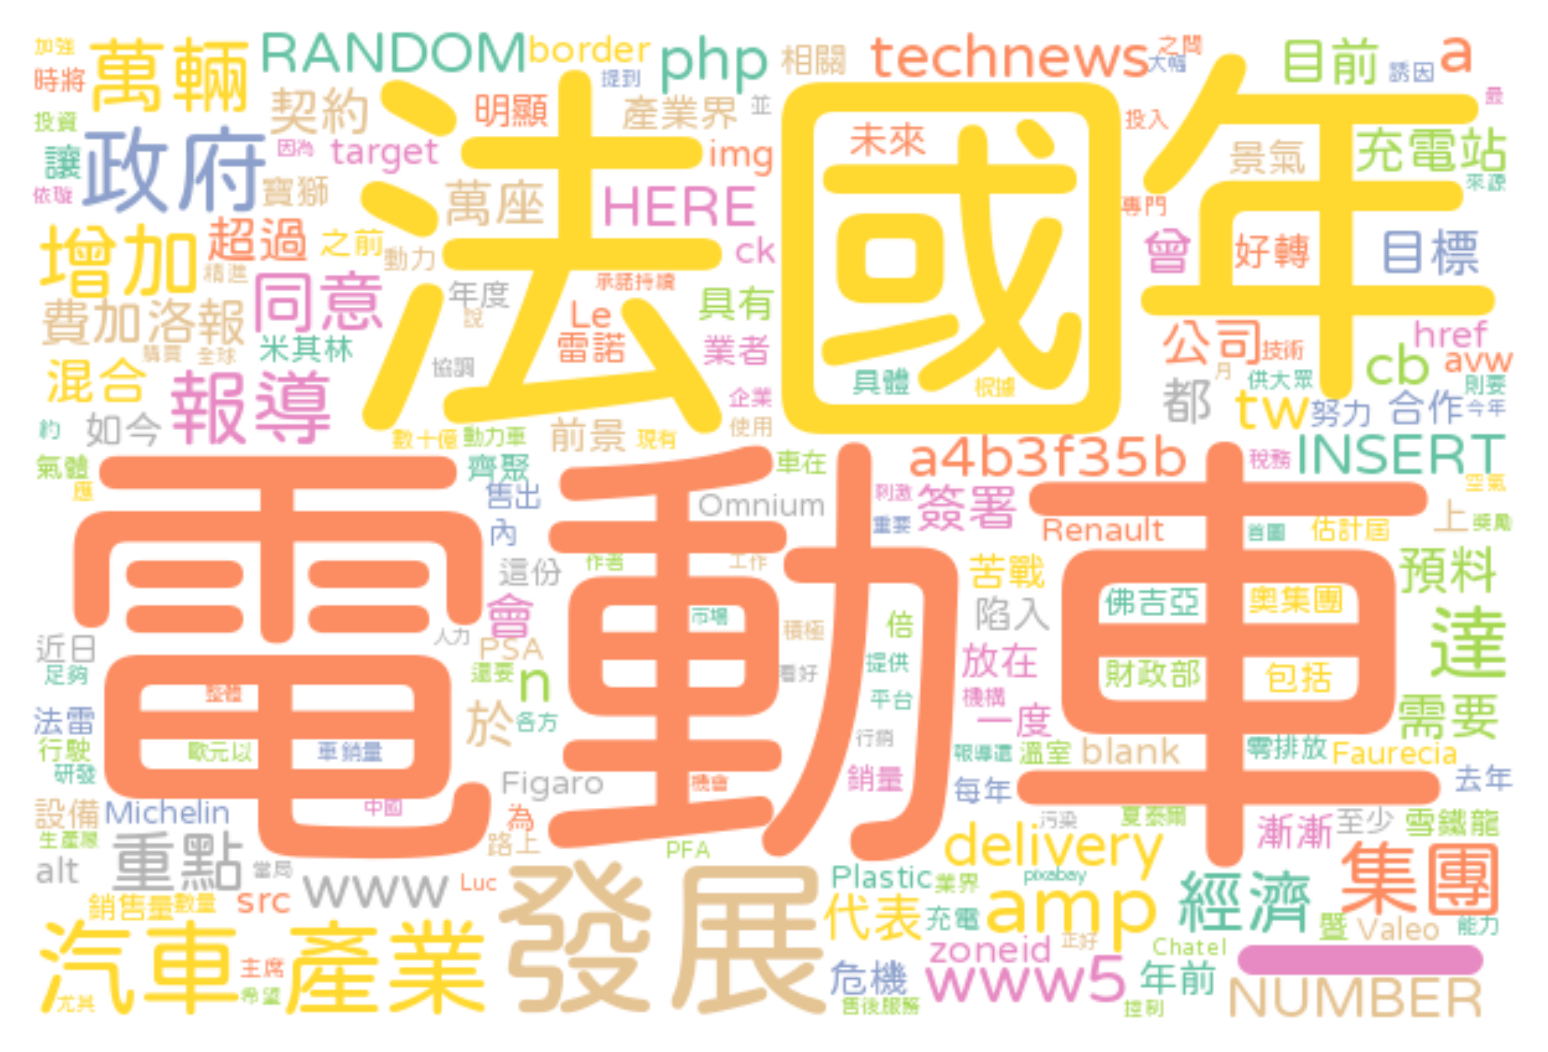 加強 萬輛 RANDOM border php 相關 technews 之間 目前 a
時將 提到 大幅 誘因
投資 契約 明顯 產業界 並 投入 最
讓 政府 因為 target img 未來 景氣 充電站
依璇 寶獅 萬座 HERE 專門 來源
法 國 年
增加 超過 之前 動力 ck 曾 好轉 目標
精進 同意 年度 承諾持續 具有
費加洛報 說 Le 公司 href
購買 全球 米其林 雷諾 業者 技術 cb avw
混合 報導 協調 企業 具體 根據 都 月 供大眾 則要
約 如今 數十億 動力車 前景 現有 使用 tw 努力 合作 今年
氣體 齊聚 車在 a4b3f35b 稅務 INSERT
應 售出 Omnium 刺激 簽署 空氣
內 重要 Renault 首圖 估計屆 上 獎勵
電 動 車
這份 作者 工作 苦戰 預料
會 市場 倍 陷入 佛吉亞 奧集團 達
近日 人力 PSA 積極
足夠 還要 n 看好 提供 放在 財政部 包括
整體 平台 機構
法雷 於 各方 一度 需要
行駛 歐元以 車銷量 行銷 報導還 溫室 blank 零排放 Faurecia
研發 Figaro 機會 銷量 每年 去年
設備 Michelin 中國 為 污染 夏泰爾 漸漸 至少 雪鐵龍
生產線 路上 PFA delivery
alt 重點 當局 www Luc 發展 Plastic 業界 pixabay 經濟 集團
銷售量 數量 src 代表 充電 amp 暨 Valeo 能力
汽車 主席 產業 zoneid 正好 Chatel
尤其 希望 危機 www5 年前
售後服務 控制 NUMBER